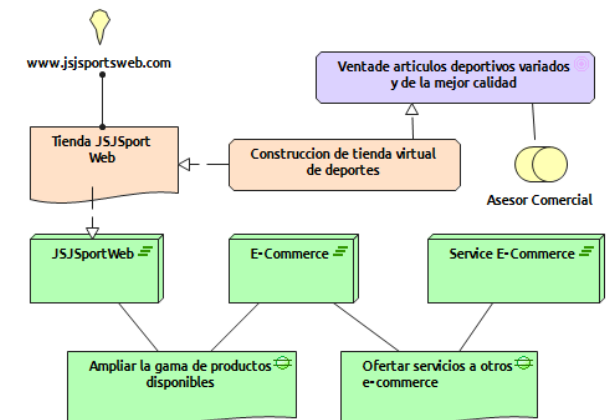 www.jsjsportsweb.com
Ventade articulos deportivos variados
y de la mejor calidad
Tienda JSJSport
Web
Construccion de tienda virtual
de deportes
Asesor Comercial
JSJSportWeb
E-Commerce
Service E-Commerce
Ampliar la gama de productos
disponibles
Ofertar servicios a otros
e-commerce